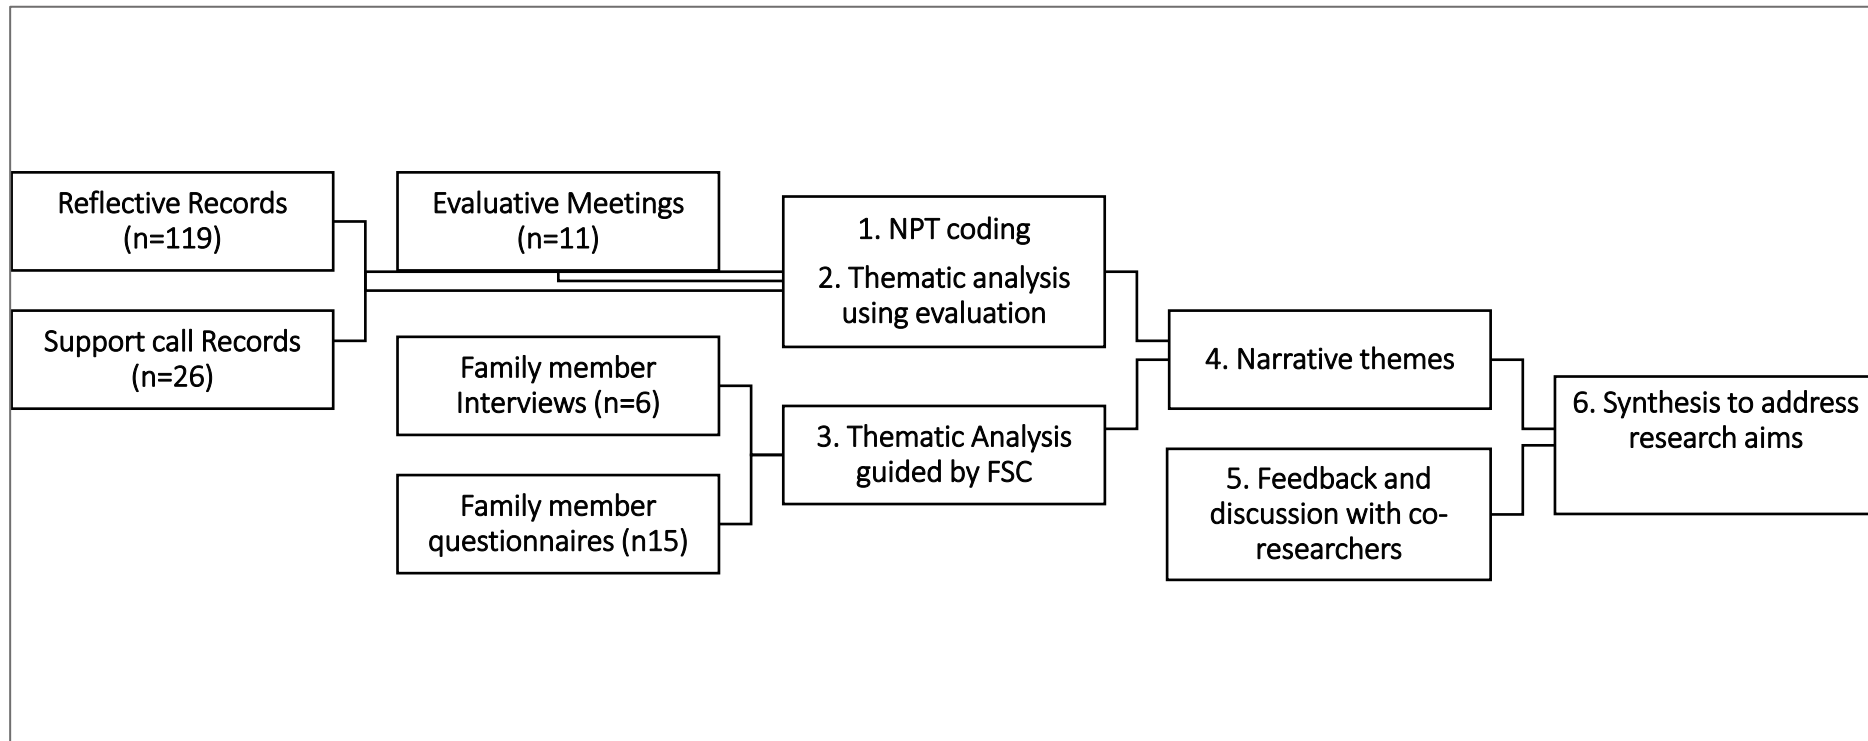 Reflective Records
(n=119)
Support call Records
(n=26)
Evaluative Meetings
(n=11)
Family member
Interviews (n=6)
Family member
questionnaires (n15)
1. NPT coding
2. Thematic analysis
using evaluation
3. Thematic Analysis
guided by FSC
4. Narrative themes
5. Feedback and
discussion with co-
researchers
6. Synthesis to address
research aims